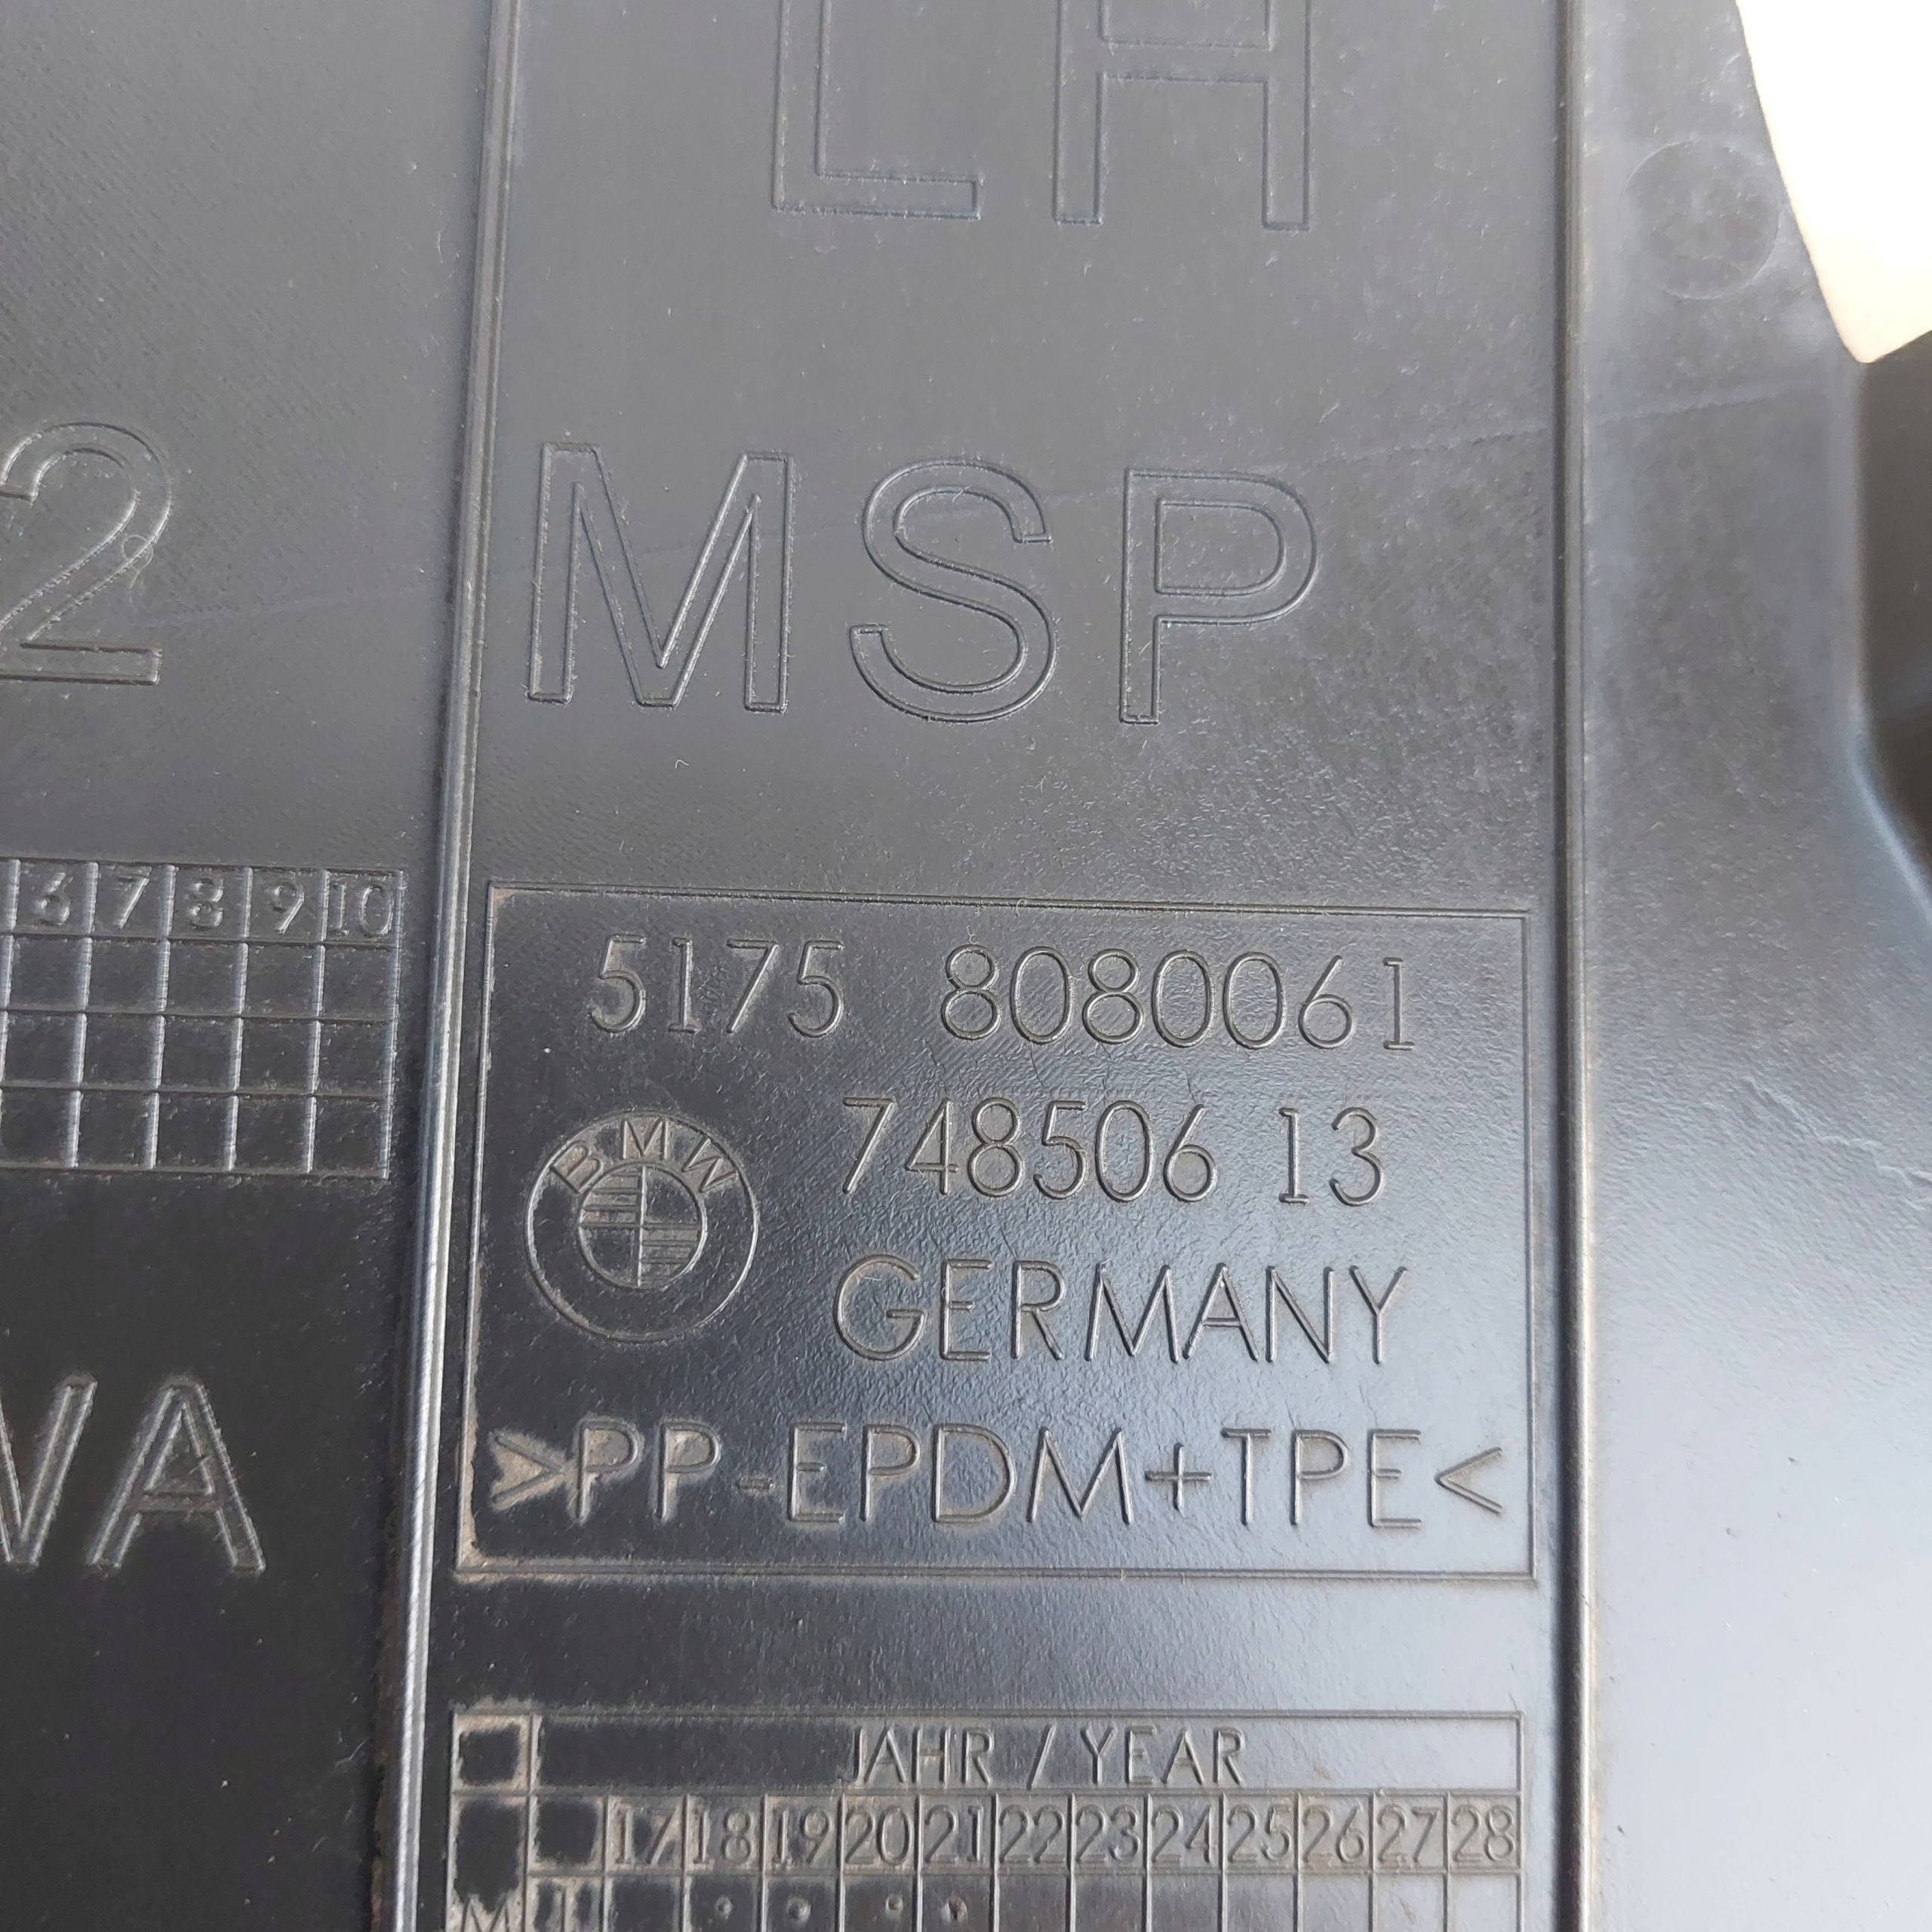 LH
2 MSP
6 7 8 9 10
5175 8080061
748506 13
BMW
GERMANY
>PP-EPDM+TPE<
VA
JAHR / YEAR
17 18 19 20 21 22 23 24 25 26 27 28
M